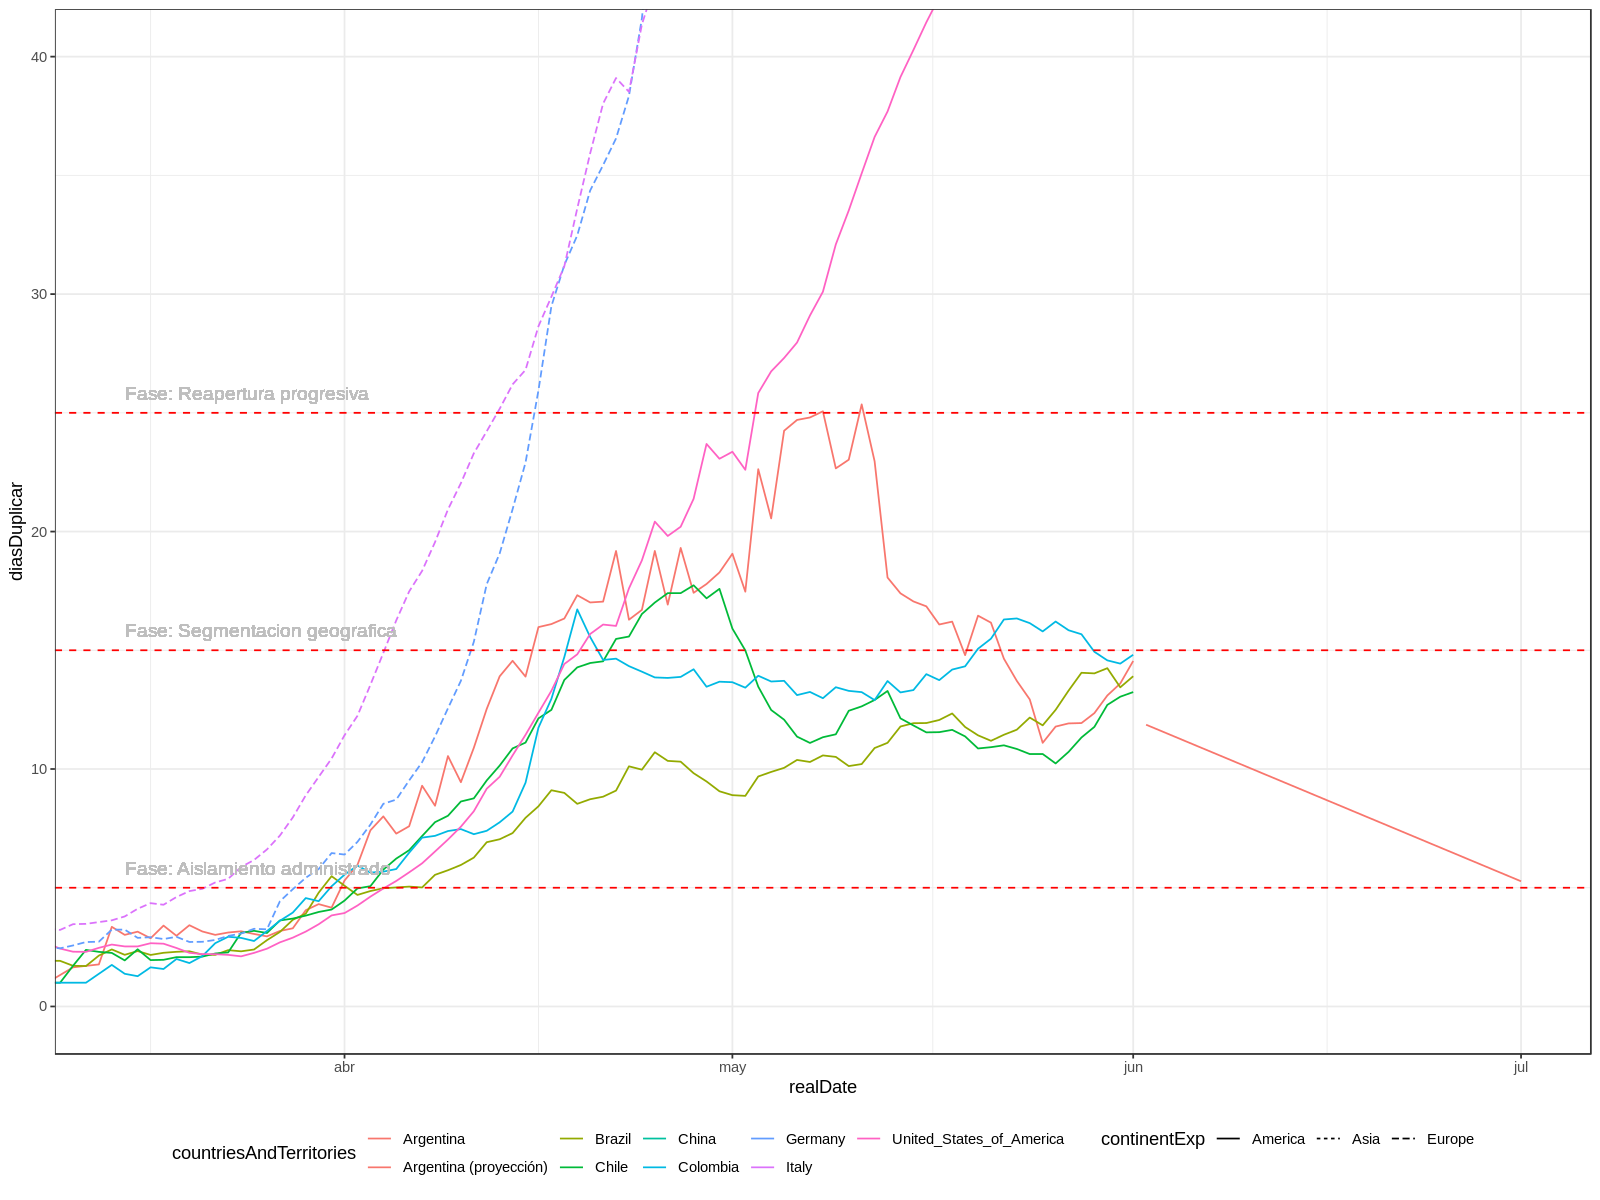 40
30
20
10
0
diasDuplicar
Fase: Reapertura progresiva
Fase: Segmentacion geografica
Fase: Aislamiento administrado
abr
may
jun
jul
realDate
countriesAndTerritories
Argentina
Argentina (proyección)
Brazil
Chile
China
Colombia
Germany
Italy
United_States_of_America
continentExp
America
Asia
Europe